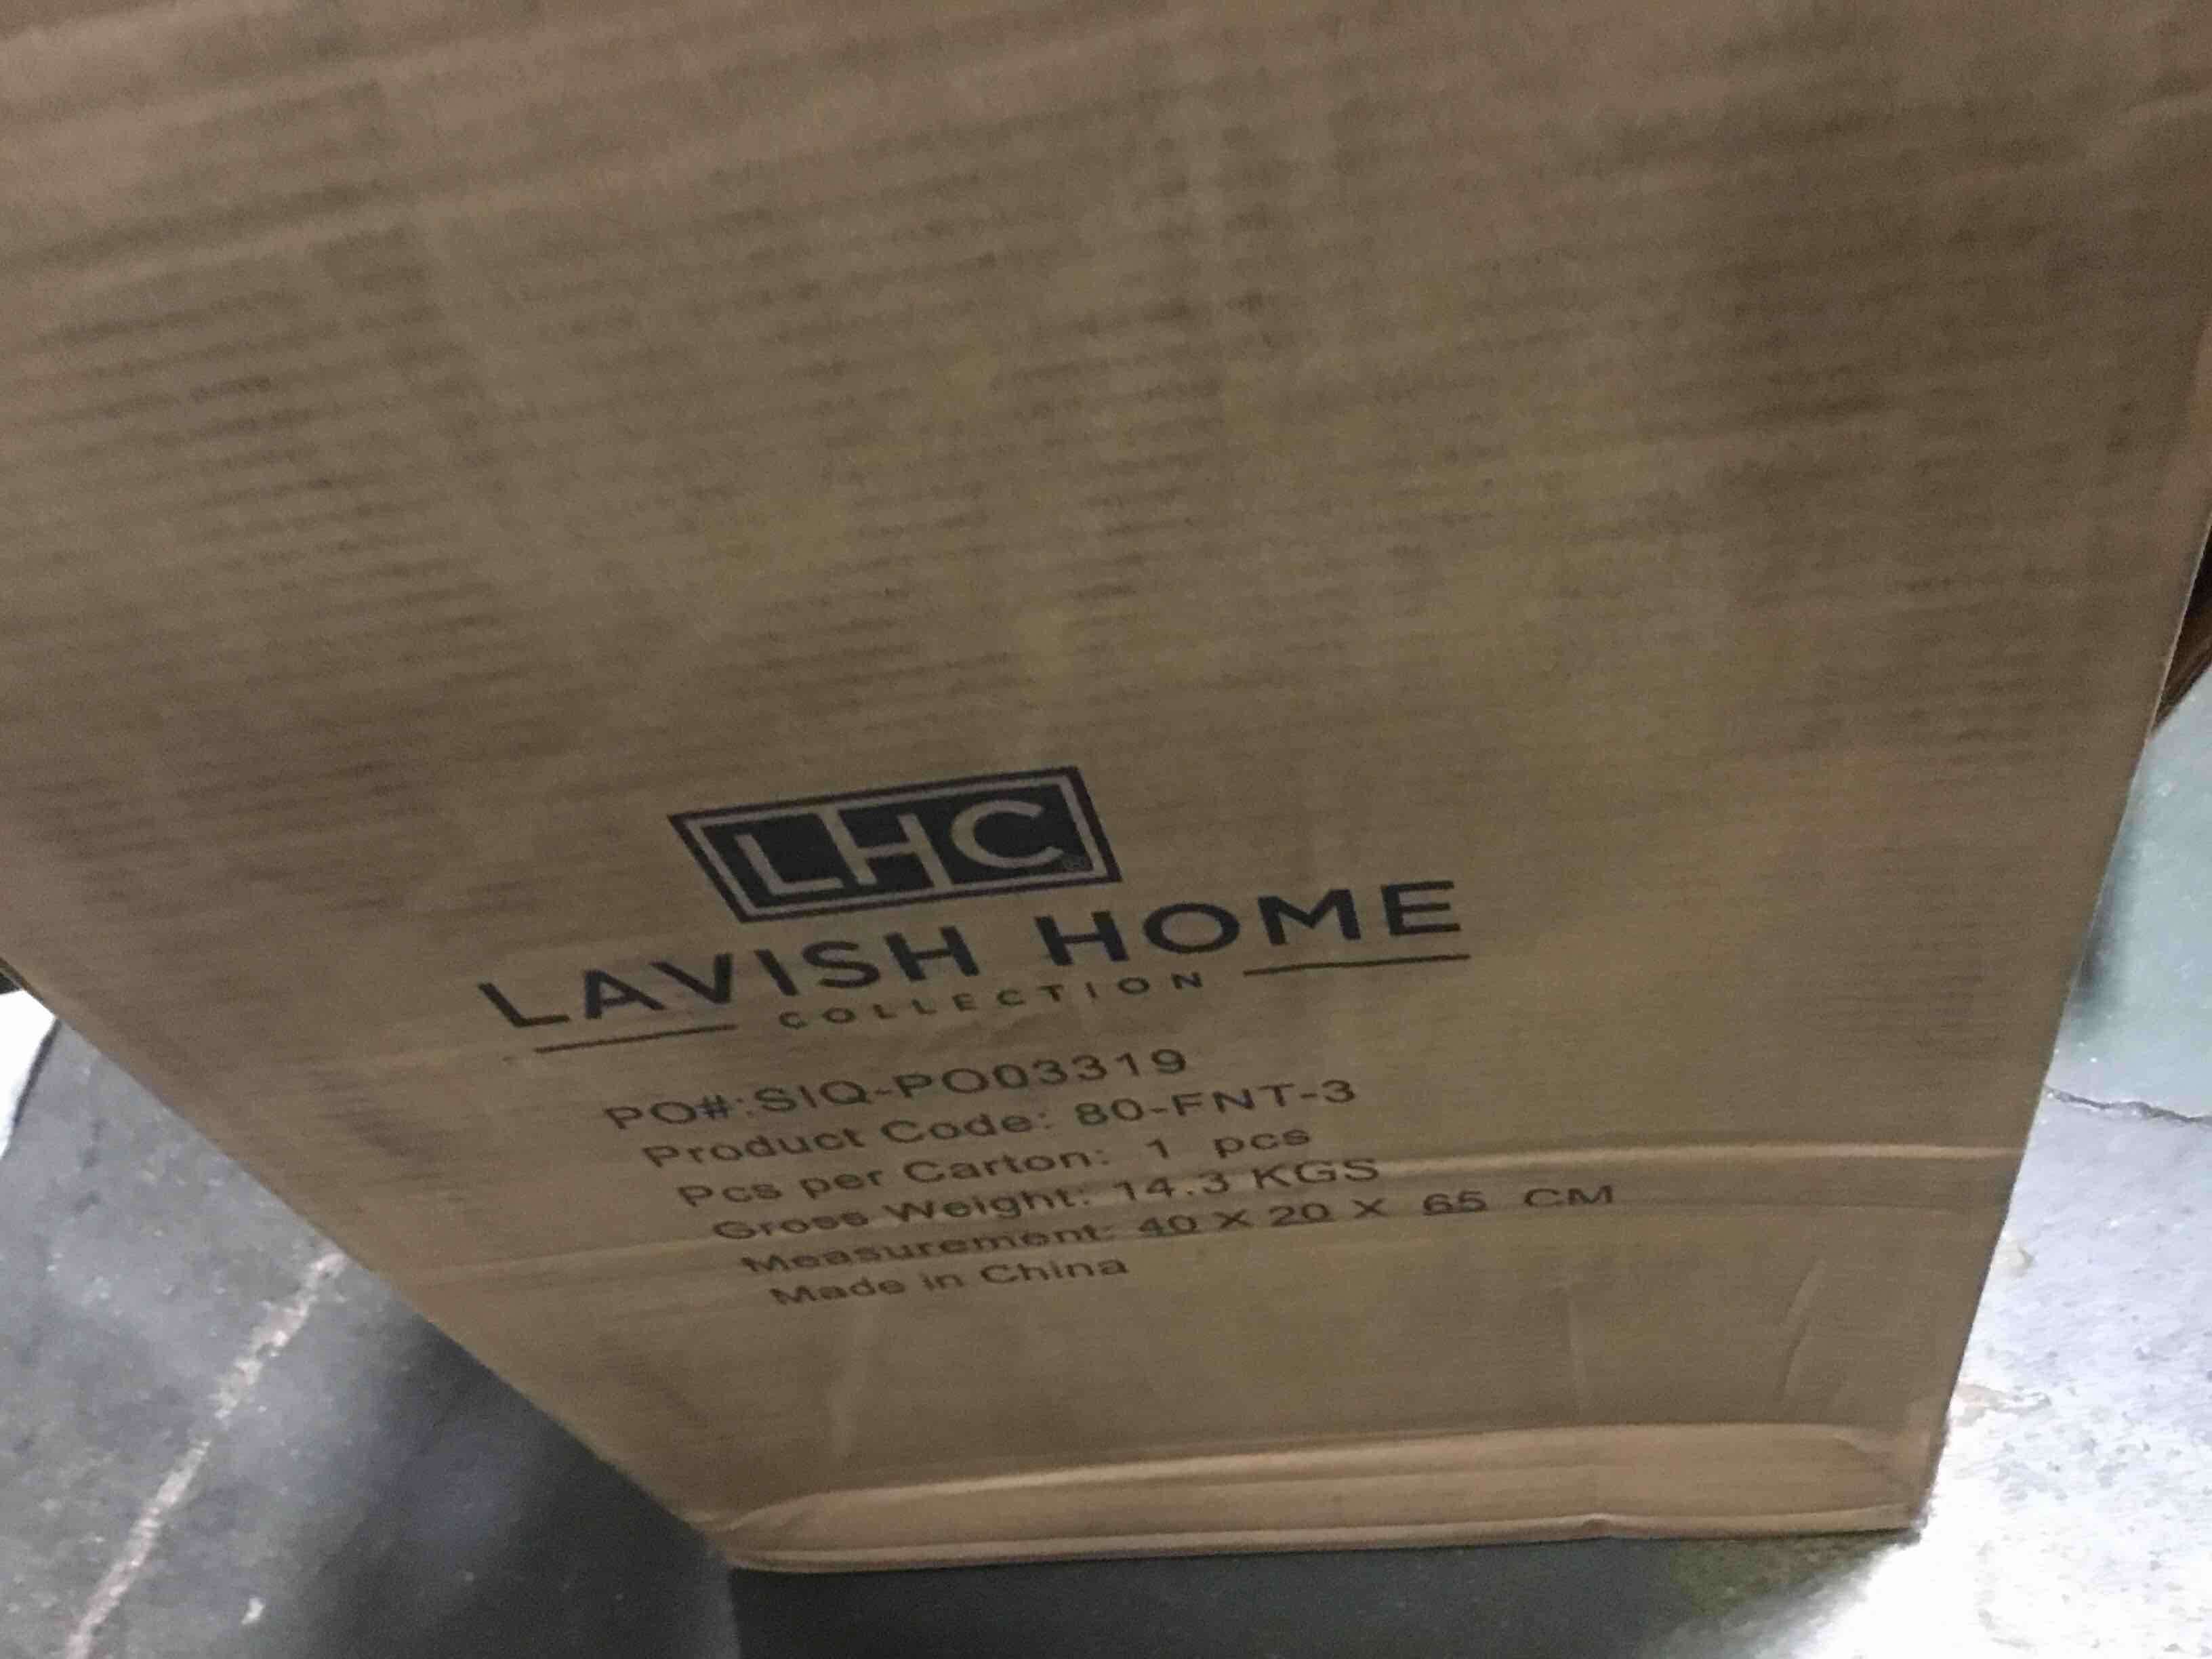 LHC
LAVISH HOME
COLLECTION
PO#:SIQ-PO03319
Product Code: 80-FNT-3
Pcs per Carton: 1 pcs
Gross Weight: 14.3 KGS
Measurement: 40 X 20 X 65 CM
Made in China